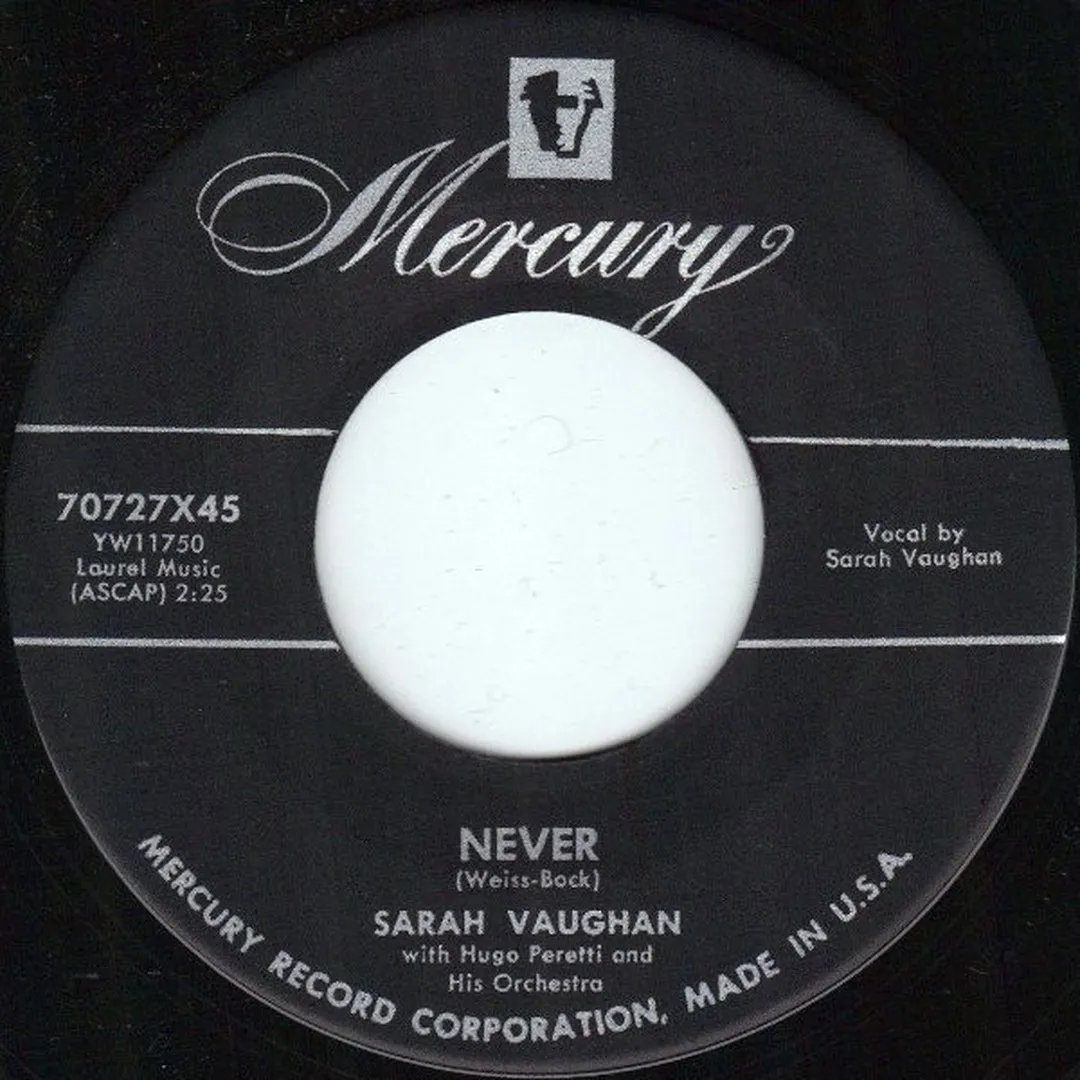 Mercury
70727X45
YW11750
Laurel Music
(ASCAP) 2:25
Vocal by
Sarah Vaughan
NEVER
(Weiss-Bock)
SARAH VAUGHAN
with Hugo Peretti and
His Orchestra
MERCURY RECORD CORPORATION, MADE IN U.S.A.